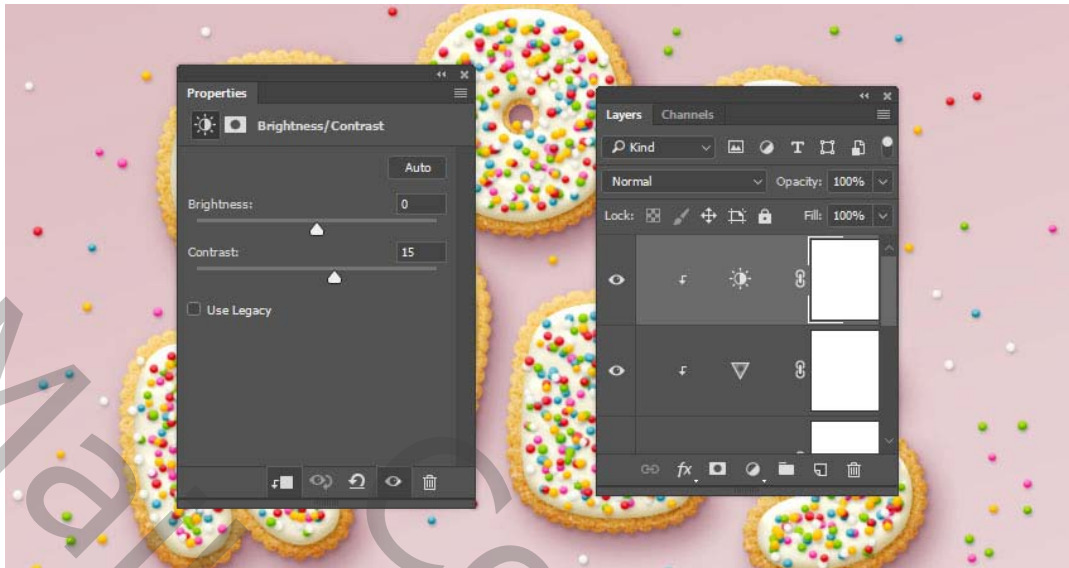 Properties
Brightness/Contrast
Auto
Brightness: 0
Contrast: 15
Use Legacy
Layers Channels
Kind
Normal Opacity: 100%
Lock: Fill: 100%
fx